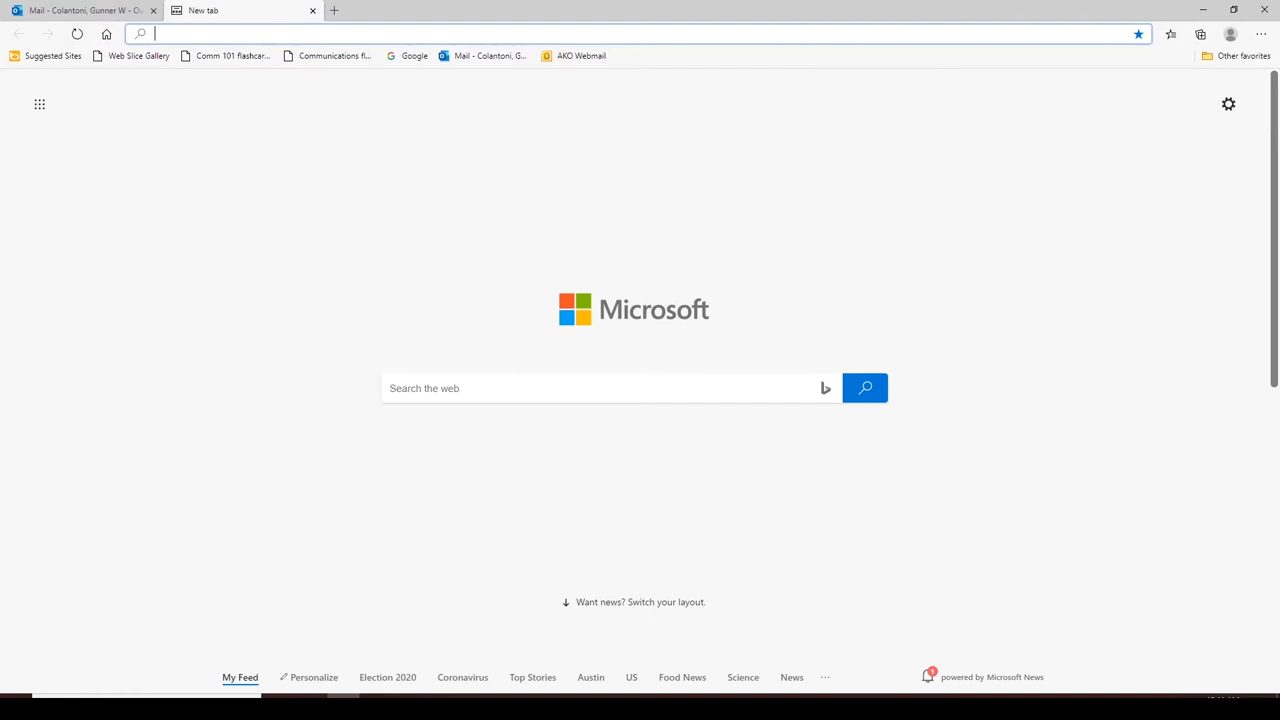 Mail - Colantoni, Gunner W - Ou
New tab
Suggested Sites
Web Slice Gallery
Comm 101 flashcar...
Communications fl...
Google
Mail - Colantoni, G...
AKO Webmail
Other favorites
Microsoft
Search the web
Want news? Switch your layout.
My Feed
Personalize
Election 2020
Coronavirus
Top Stories
Austin
US
Food News
Science
News
...
1
powered by Microsoft News